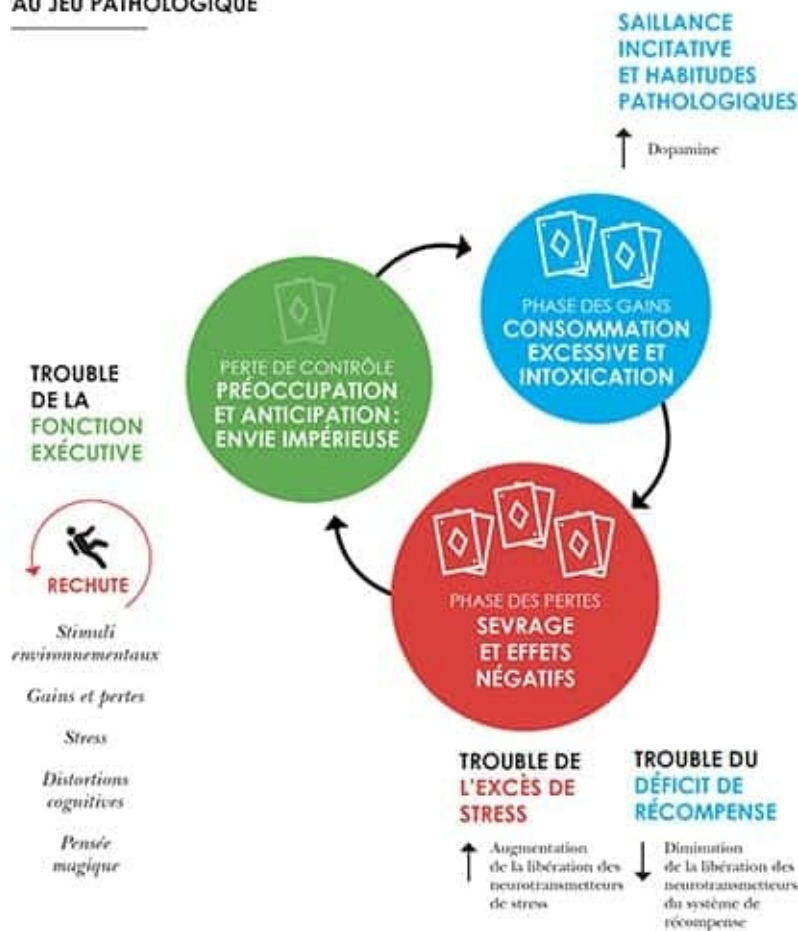 AU JEU PATHOLOGIQUE
SAILLANCE
INCITATIVE
ET HABITUDES
PATHOLOGIQUES
Dopamine
PHASE DES GAINS
CONSOMMATION
EXCESSIVE ET
INTOXICATION
PERTE DE CONTRÔLE
PRÉOCCUPATION
ET ANTICIPATION :
ENVIE IMPÉRIEUSE
TROUBLE
DE LA
FONCTION
EXÉCUTIVE
RECHUTE
Stimuli
environnementaux
Gains et pertes
Stress
Distortions
cognitives
Pensée
magique
PHASE DES PERTES
SEVRAGE
ET EFFETS
NÉGATIFS
TROUBLE DE
L'EXCÈS DE
STRESS
Augmentation
de la libération des
neurotransmetteurs
de stress
TROUBLE DU
DÉFICIT DE
RÉCOMPENSE
Diminution
de la libération des
neurotransmetteurs
du système de
récompense